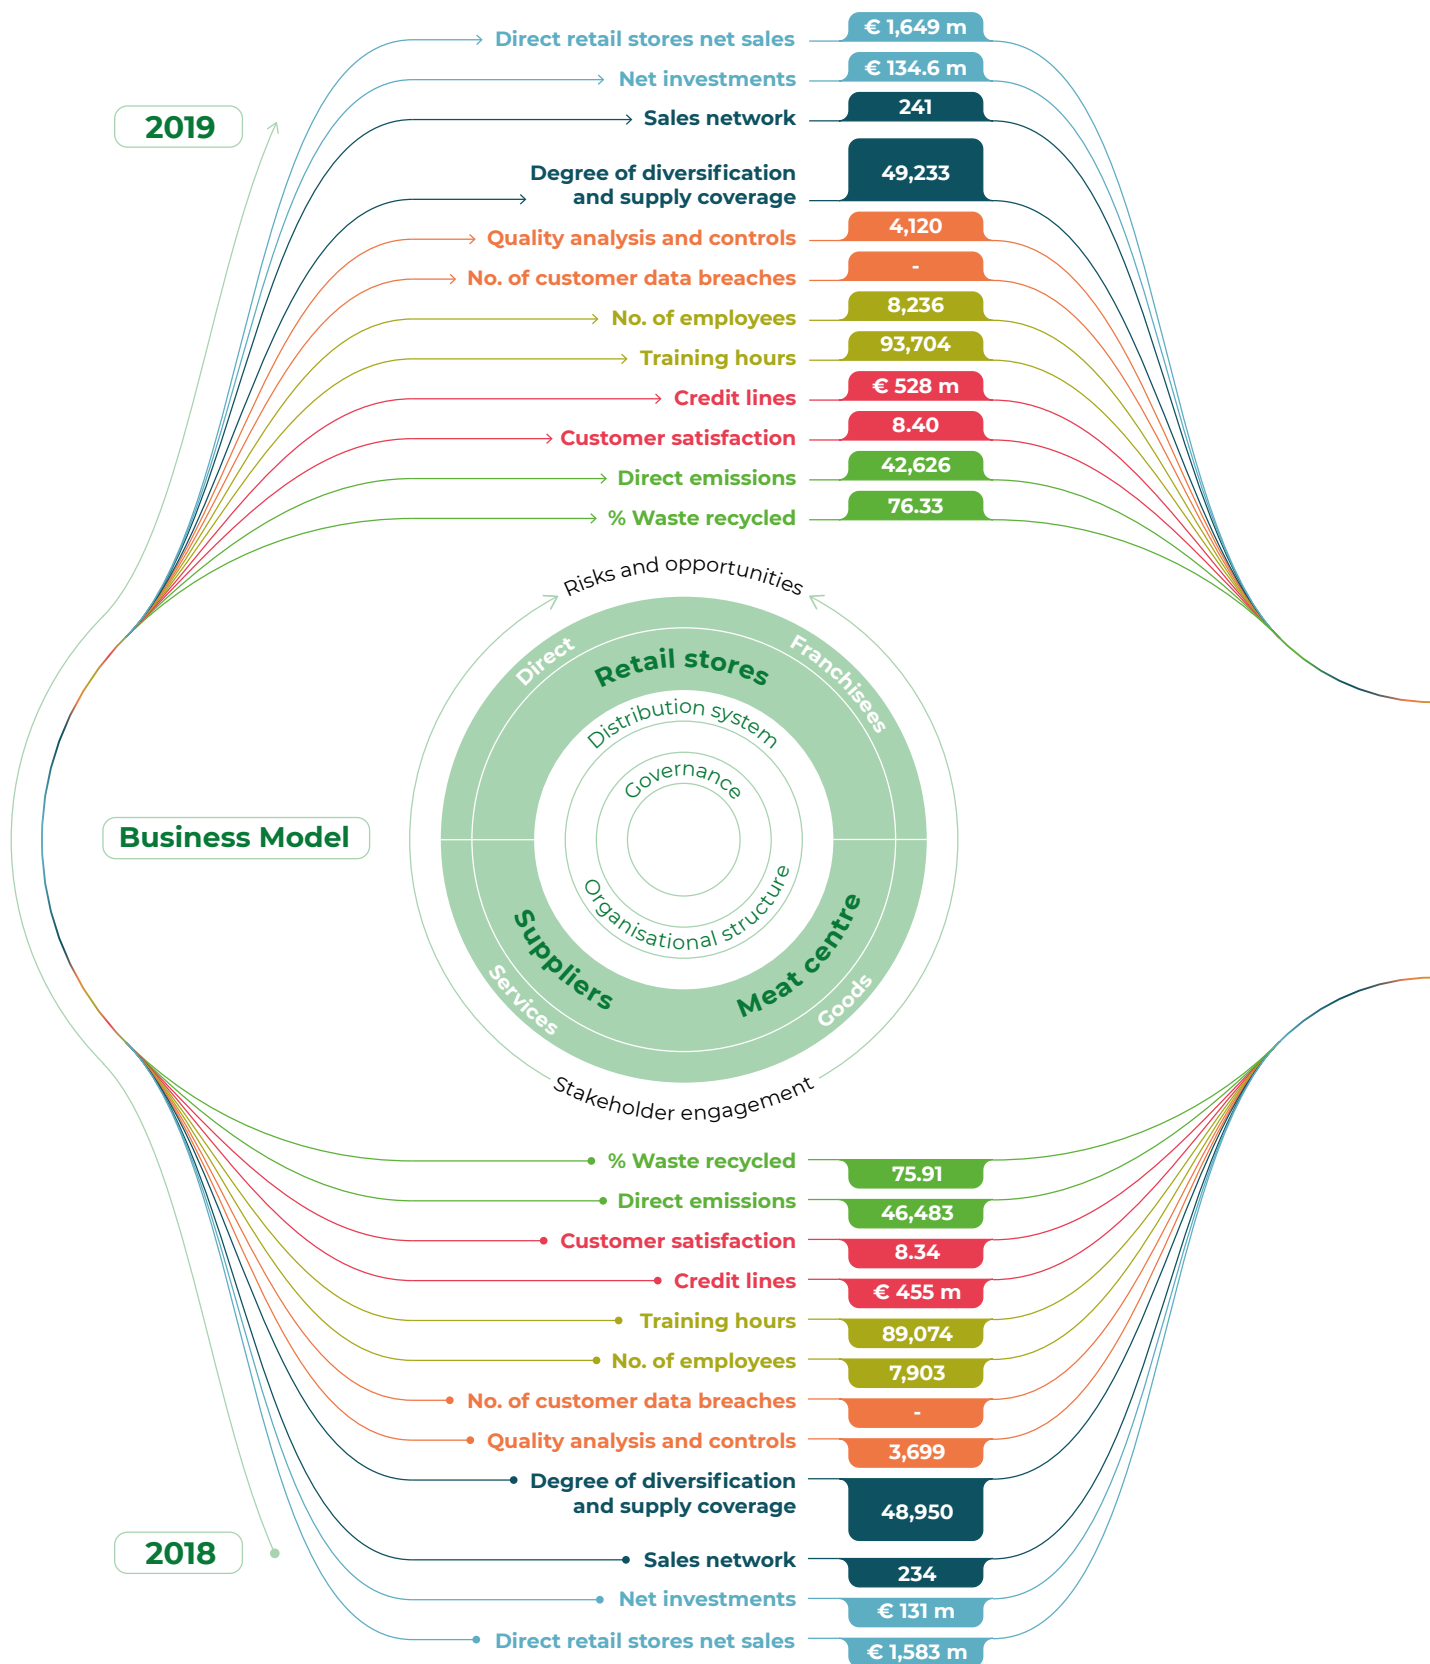 Direct retail stores net sales € 1,649 m
Net investments € 134.6 m
Sales network 241
2019
Degree of diversification
and supply coverage 49,233
Quality analysis and controls 4,120
No. of customer data breaches -
No. of employees 8,236
Training hours 93,704
Credit lines € 528 m
Customer satisfaction 8.40
Direct emissions 42,626
% Waste recycled 76.33
Risks and opportunities
Direct
Franchisees
Retail stores
Distribution system
Governance
Business Model
Organisational structure
Suppliers
Meat centre
Services
Goods
Stakeholder engagement
% Waste recycled 75.91
Direct emissions 46,483
Customer satisfaction 8.34
Credit lines € 455 m
Training hours 89,074
No. of employees 7,903
No. of customer data breaches -
Quality analysis and controls 3,699
Degree of diversification
and supply coverage 48,950
2018
Sales network 234
Net investments € 131 m
Direct retail stores net sales € 1,583 m